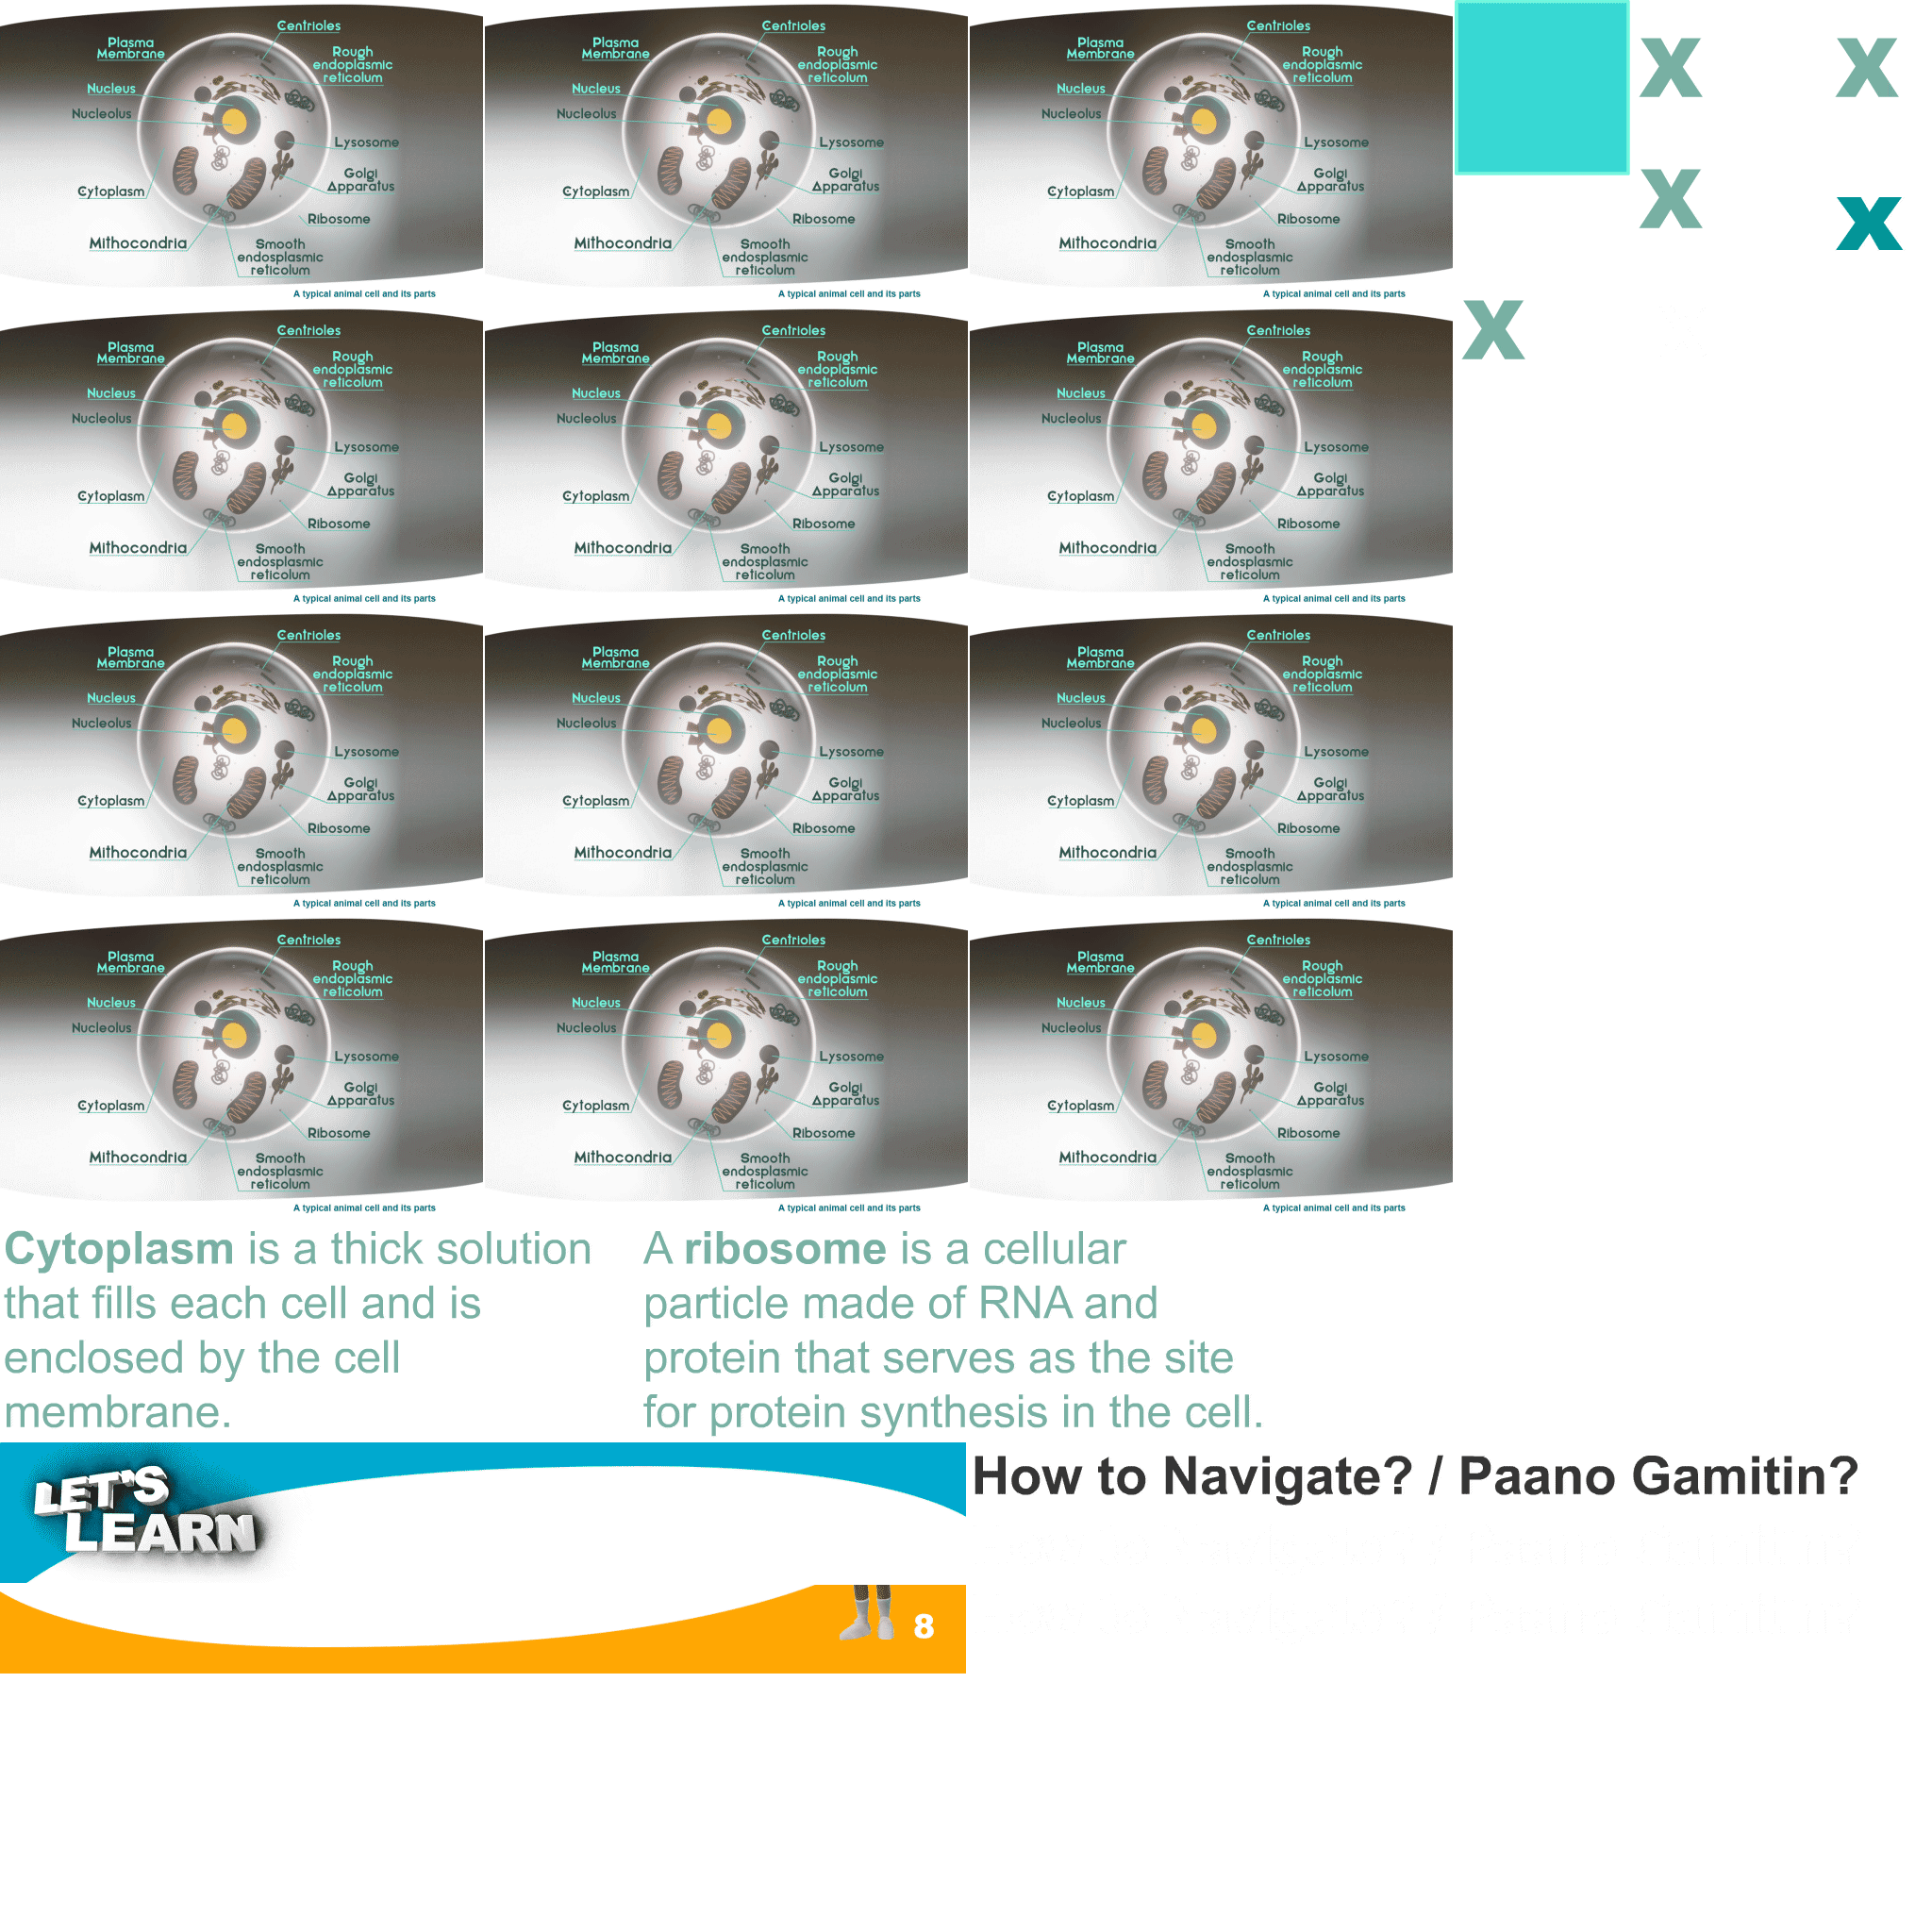 Centrioles
Plasma
Membrane
Rough
endoplasmic
reticolum
Nucleus
Nucleolus
Lysosome
Golgi
Apparatus
Cytoplasm
Ribosome
Mithocondria
Smooth
endosplasmic
reticolum
A typical animal cell and its parts
Centrioles
Plasma
Membrane
Rough
endoplasmic
reticolum
Nucleus
Nucleolus
Lysosome
Golgi
Apparatus
Cytoplasm
Ribosome
Mithocondria
Smooth
endosplasmic
reticolum
A typical animal cell and its parts
Centrioles
Plasma
Membrane
Rough
endoplasmic
reticolum
Nucleus
Nucleolus
Lysosome
Golgi
Apparatus
Cytoplasm
Ribosome
Mithocondria
Smooth
endosplasmic
reticolum
A typical animal cell and its parts
X
X
X
X
X
Centrioles
Plasma
Membrane
Rough
endoplasmic
reticolum
Nucleus
Nucleolus
Lysosome
Golgi
Apparatus
Cytoplasm
Ribosome
Mithocondria
Smooth
endosplasmic
reticolum
A typical animal cell and its parts
Centrioles
Plasma
Membrane
Rough
endoplasmic
reticolum
Nucleus
Nucleolus
Lysosome
Golgi
Apparatus
Cytoplasm
Ribosome
Mithocondria
Smooth
endosplasmic
reticolum
A typical animal cell and its parts
Centrioles
Plasma
Membrane
Rough
endoplasmic
reticolum
Nucleus
Nucleolus
Lysosome
Golgi
Apparatus
Cytoplasm
Ribosome
Mithocondria
Smooth
endosplasmic
reticolum
A typical animal cell and its parts
Centrioles
Plasma
Membrane
Rough
endoplasmic
reticolum
Nucleus
Nucleolus
Lysosome
Golgi
Apparatus
Cytoplasm
Ribosome
Mithocondria
Smooth
endosplasmic
reticolum
A typical animal cell and its parts
Centrioles
Plasma
Membrane
Rough
endoplasmic
reticolum
Nucleus
Nucleolus
Lysosome
Golgi
Apparatus
Cytoplasm
Ribosome
Mithocondria
Smooth
endosplasmic
reticolum
A typical animal cell and its parts
Centrioles
Plasma
Membrane
Rough
endoplasmic
reticolum
Nucleus
Nucleolus
Lysosome
Golgi
Apparatus
Cytoplasm
Ribosome
Mithocondria
Smooth
endosplasmic
reticolum
A typical animal cell and its parts
Centrioles
Plasma
Membrane
Rough
endoplasmic
reticolum
Nucleus
Nucleolus
Lysosome
Golgi
Apparatus
Cytoplasm
Ribosome
Mithocondria
Smooth
endosplasmic
reticolum
A typical animal cell and its parts
Centrioles
Plasma
Membrane
Rough
endoplasmic
reticolum
Nucleus
Nucleolus
Lysosome
Golgi
Apparatus
Cytoplasm
Ribosome
Mithocondria
Smooth
endosplasmic
reticolum
A typical animal cell and its parts
Centrioles
Plasma
Membrane
Rough
endoplasmic
reticolum
Nucleus
Nucleolus
Lysosome
Golgi
Apparatus
Cytoplasm
Ribosome
Mithocondria
Smooth
endosplasmic
reticolum
A typical animal cell and its parts
Cytoplasm is a thick solution
that fills each cell and is
enclosed by the cell
membrane.
A ribosome is a cellular
particle made of RNA and
protein that serves as the site
for protein synthesis in the cell.
LET'S
LEARN
How to Navigate? / Paano Gamitin?
8